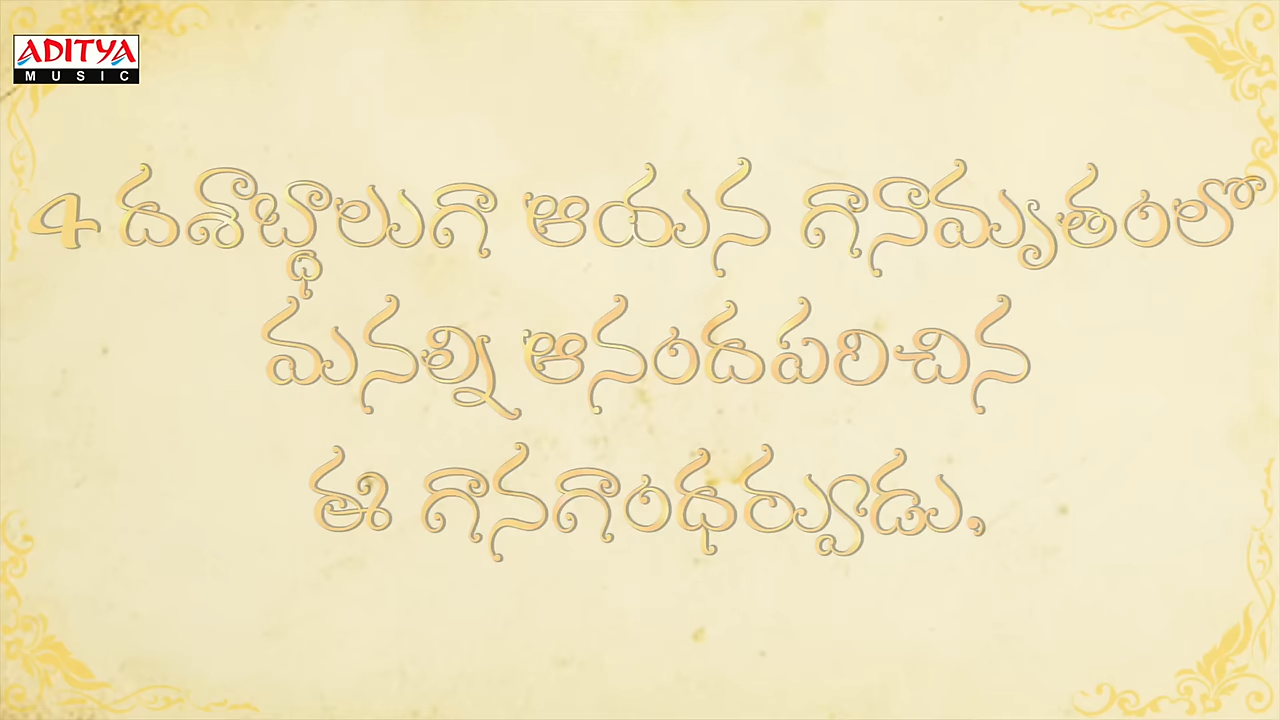 ADITYA
MUSIC
4 దశాబ్ధాలుగా ఆయన గానామృతంలో
మనల్ని ఆనందపరిచిన
ఈ గానగాంధర్వుడు.